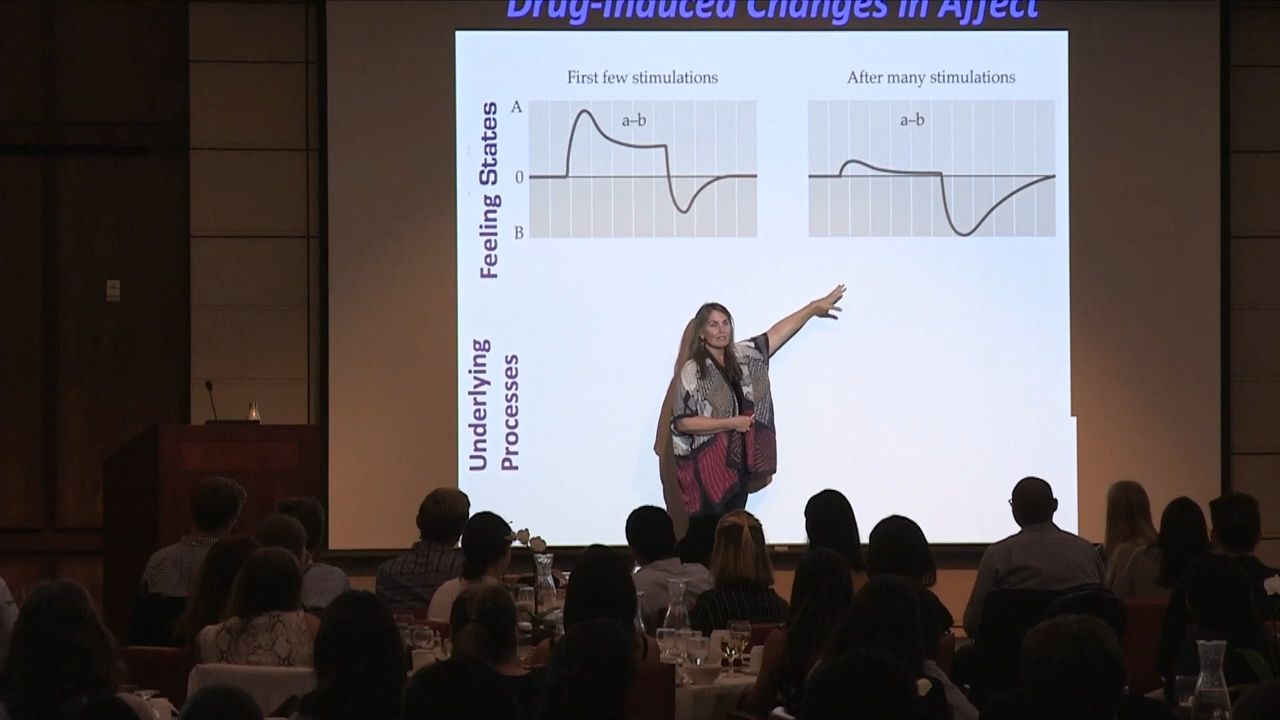 Drug-Induced Changes in Affect
First few stimulations
After many stimulations
A
a–b
a–b
0
B
Feeling States
Underlying
Processes